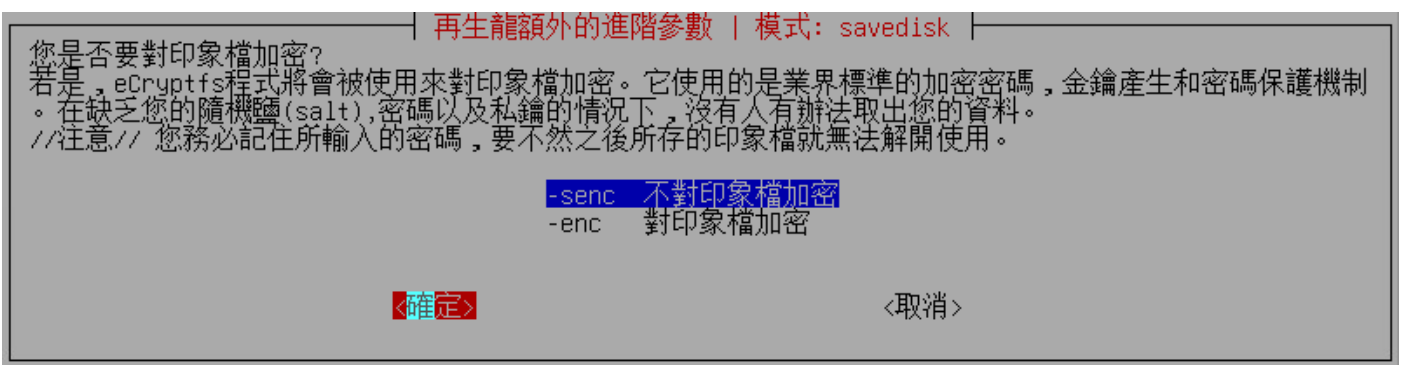 再生龍額外的進階參數 | 模式: savedisk
您是否要對印象檔加密?
若是，eCryptfs程式將會被使用來對印象檔加密。它使用的是業界標準的加密密碼，金鑰產生和密碼保護機制
。在缺乏您的隨機鹽(salt),密碼以及私鑰的情況下，沒有人有辦法取出您的資料。
//注意// 您務必記住所輸入的密碼，要不然之後所存的印象檔就無法解開使用。
-senc 不對印象檔加密
-enc 對印象檔加密
<確定> <取消>